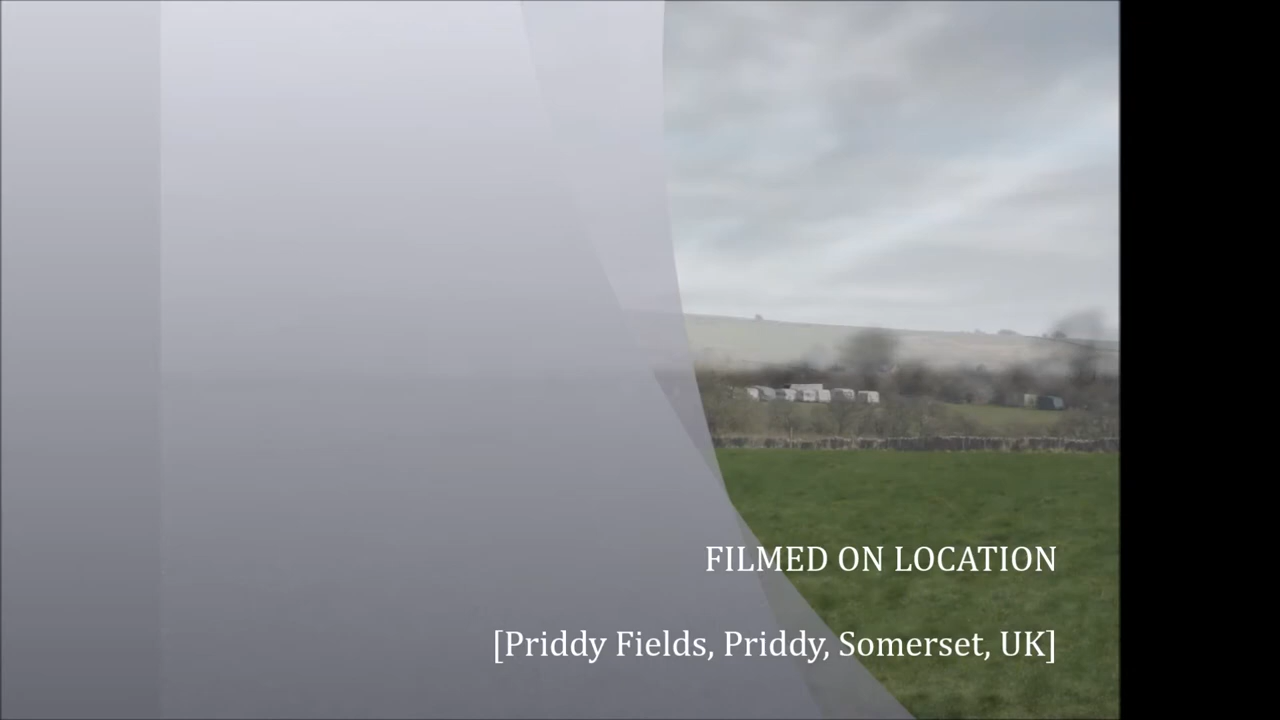 FILMED ON LOCATION
[Priddy Fields, Priddy, Somerset, UK]